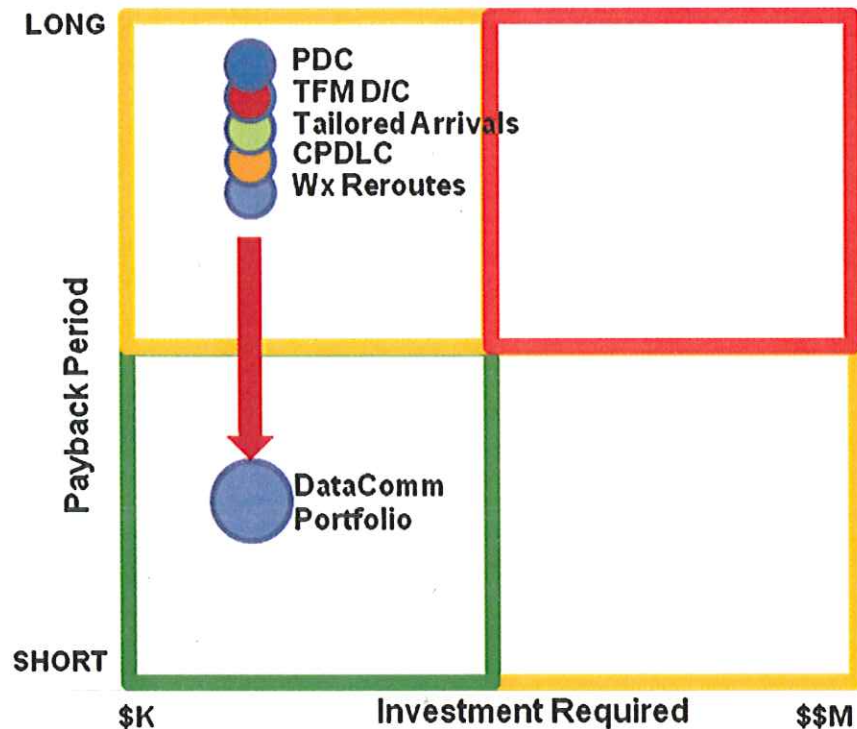 LONG
PDC
TFM D/C
Tailored Arrivals
CPDLC
Wx Reroutes
Payback Period
DataComm
Portfolio
SHORT
$K
Investment Required
$$M